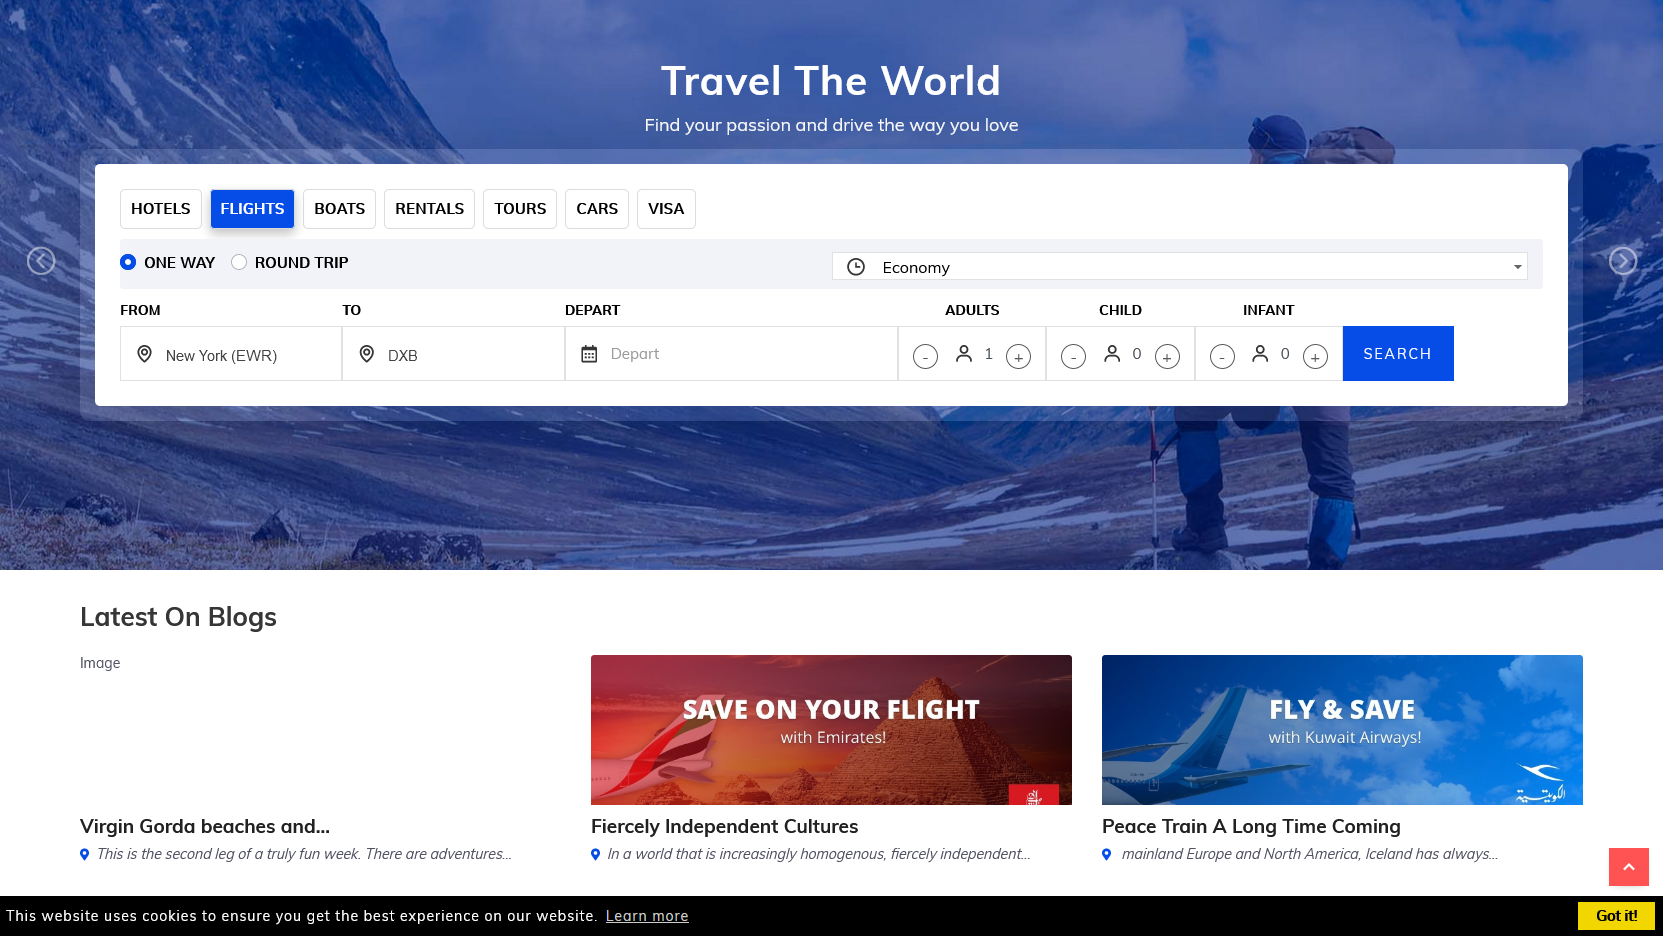 Travel The World
Find your passion and drive the way you love
HOTELS FLIGHTS BOATS RENTALS TOURS CARS VISA
ONE WAY ROUND TRIP Economy
FROM TO DEPART ADULTS CHILD INFANT
New York (EWR) DXB Depart - 1 + - 0 + - 0 + SEARCH
Latest On Blogs
Image
SAVE ON YOUR FLIGHT
with Emirates!
FLY & SAVE
with Kuwait Airways!
الكويتية
Virgin Gorda beaches and...
This is the second leg of a truly fun week. There are adventures...
Fiercely Independent Cultures
In a world that is increasingly homogenous, fiercely independent...
Peace Train A Long Time Coming
mainland Europe and North America, Iceland has always...
This website uses cookies to ensure you get the best experience on our website. Learn more
Got it!